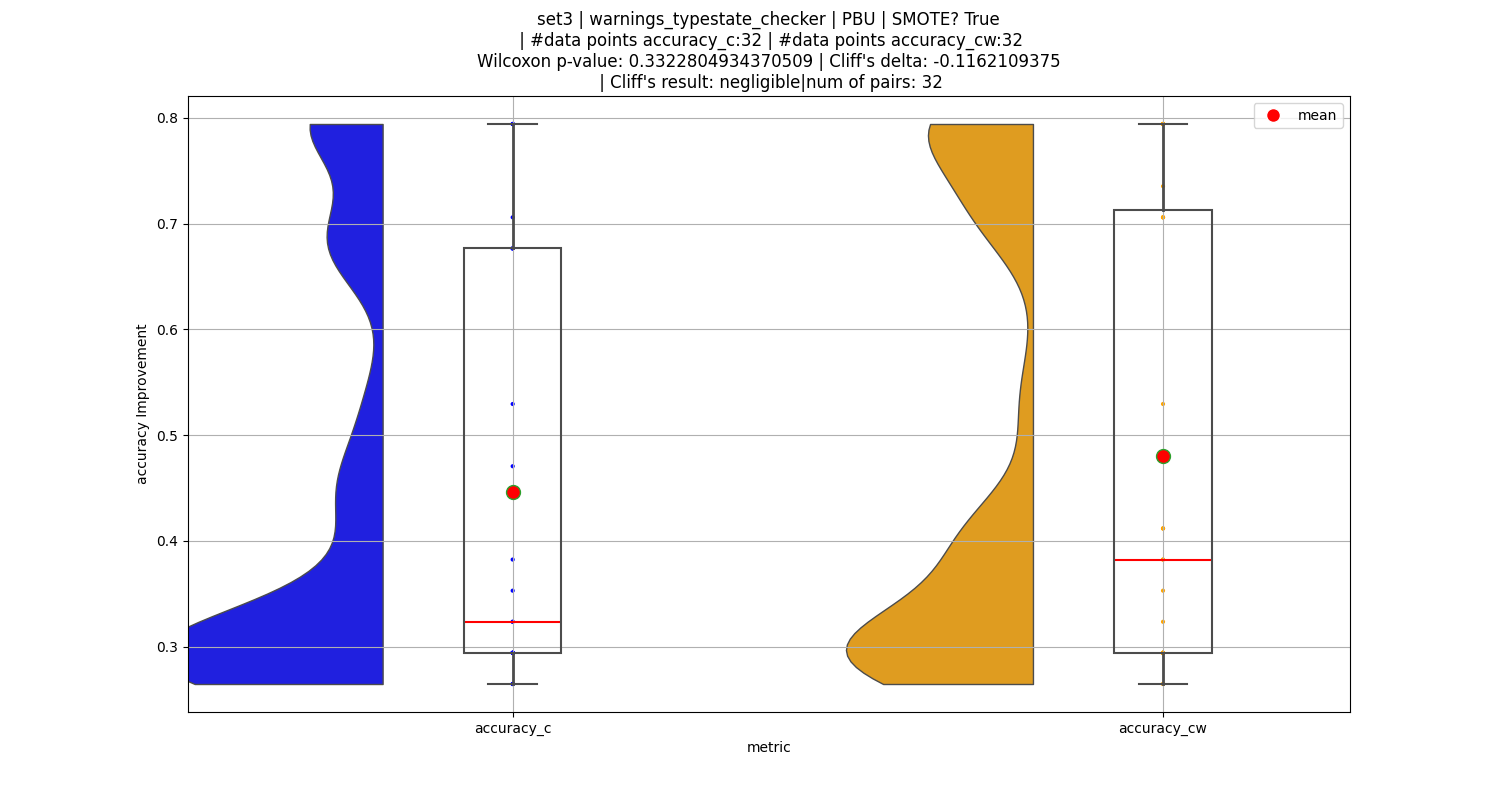 set3 | warnings_typestate_checker | PBU | SMOTE? True
| #data points accuracy_c:32 | #data points accuracy_cw:32
Wilcoxon p-value: 0.3322804934370509 | Cliff's delta: -0.1162109375
| Cliff's result: negligible|num of pairs: 32
mean
0.8
0.7
0.6
0.5
0.4
0.3
accuracy Improvement
accuracy_c
accuracy_cw
metric